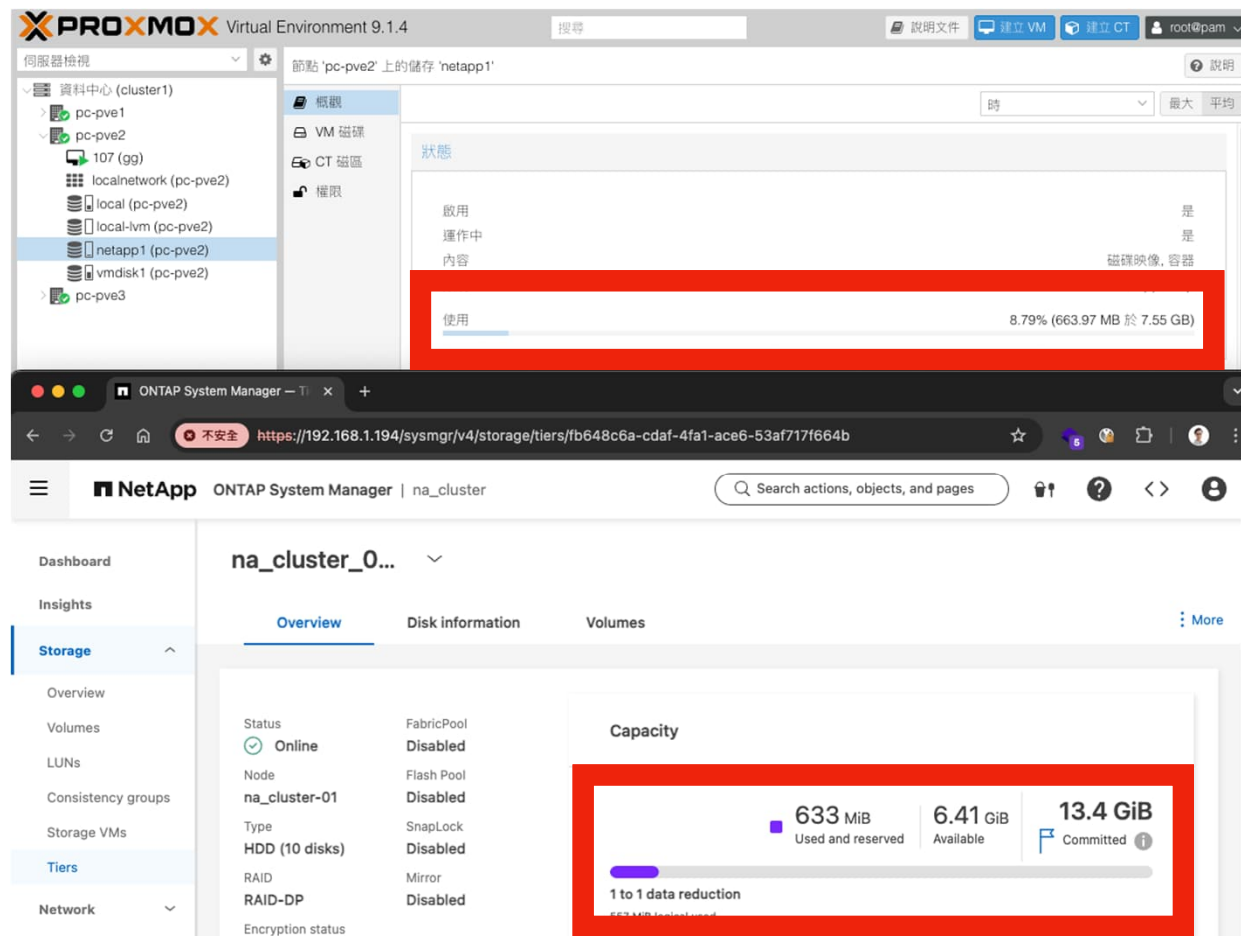 PROXMOX Virtual Environment 9.1.4
搜尋
說明文件
建立 VM
建立 CT
root@pam
伺服器檢視
節點 'pc-pve2' 上的儲存 'netapp1'
說明
資料中心 (cluster1)
pc-pve1
pc-pve2
107 (gg)
localnetwork (pc-pve2)
local (pc-pve2)
local-lvm (pc-pve2)
netapp1 (pc-pve2)
vmdisk1 (pc-pve2)
pc-pve3
概觀
VM 磁碟
CT 磁區
權限
時
最大
平均
狀態
啟用
是
運作中
是
內容
磁碟映像, 容器
使用
8.79% (663.97 MB 於 7.55 GB)
ONTAP System Manager — Ti
不安全
https://192.168.1.194/sysmgr/v4/storage/tiers/fb648c6a-cdaf-4fa1-ace6-53af717f664b
5
NetApp ONTAP System Manager | na_cluster
Search actions, objects, and pages
Dashboard
Insights
Storage
Overview
Volumes
LUNs
Consistency groups
Storage VMs
Tiers
Network
na_cluster_0...
Overview
Disk information
Volumes
More
Status
Online
Node
na_cluster-01
Type
HDD (10 disks)
RAID
RAID-DP
Encryption status
FabricPool
Disabled
Flash Pool
Disabled
SnapLock
Disabled
Mirror
Disabled
Capacity
633 MiB
Used and reserved
6.41 GiB
Available
13.4 GiB
Committed
1 to 1 data reduction